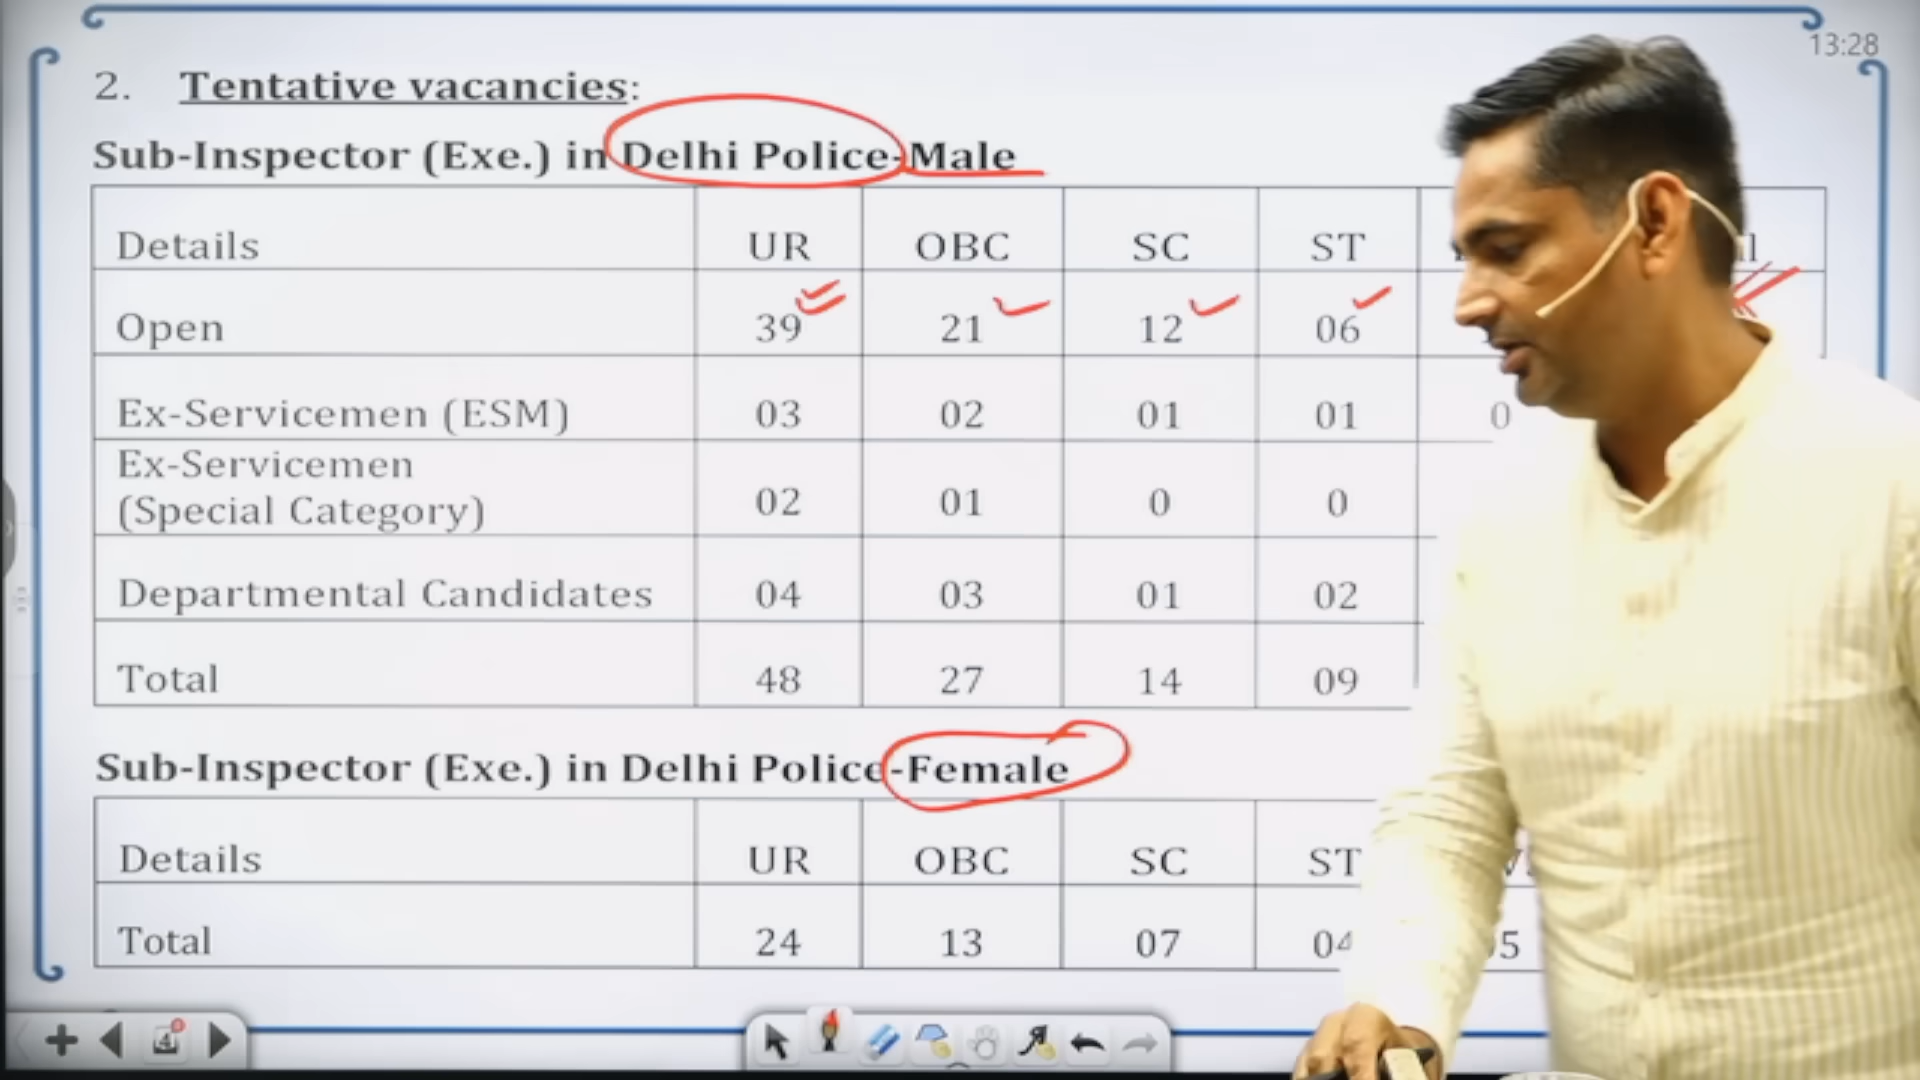 13:28
2. Tentative vacancies:
Sub-Inspector (Exe.) in Delhi Police-Male
Details UR OBC SC ST
Open 39 21 12 06
Ex-Servicemen (ESM) 03 02 01 01 0
Ex-Servicemen
(Special Category) 02 01 0 0
Departmental Candidates 04 03 01 02
Total 48 27 14 09
Sub-Inspector (Exe.) in Delhi Police-Female
Details UR OBC SC ST
Total 24 13 07 04
4